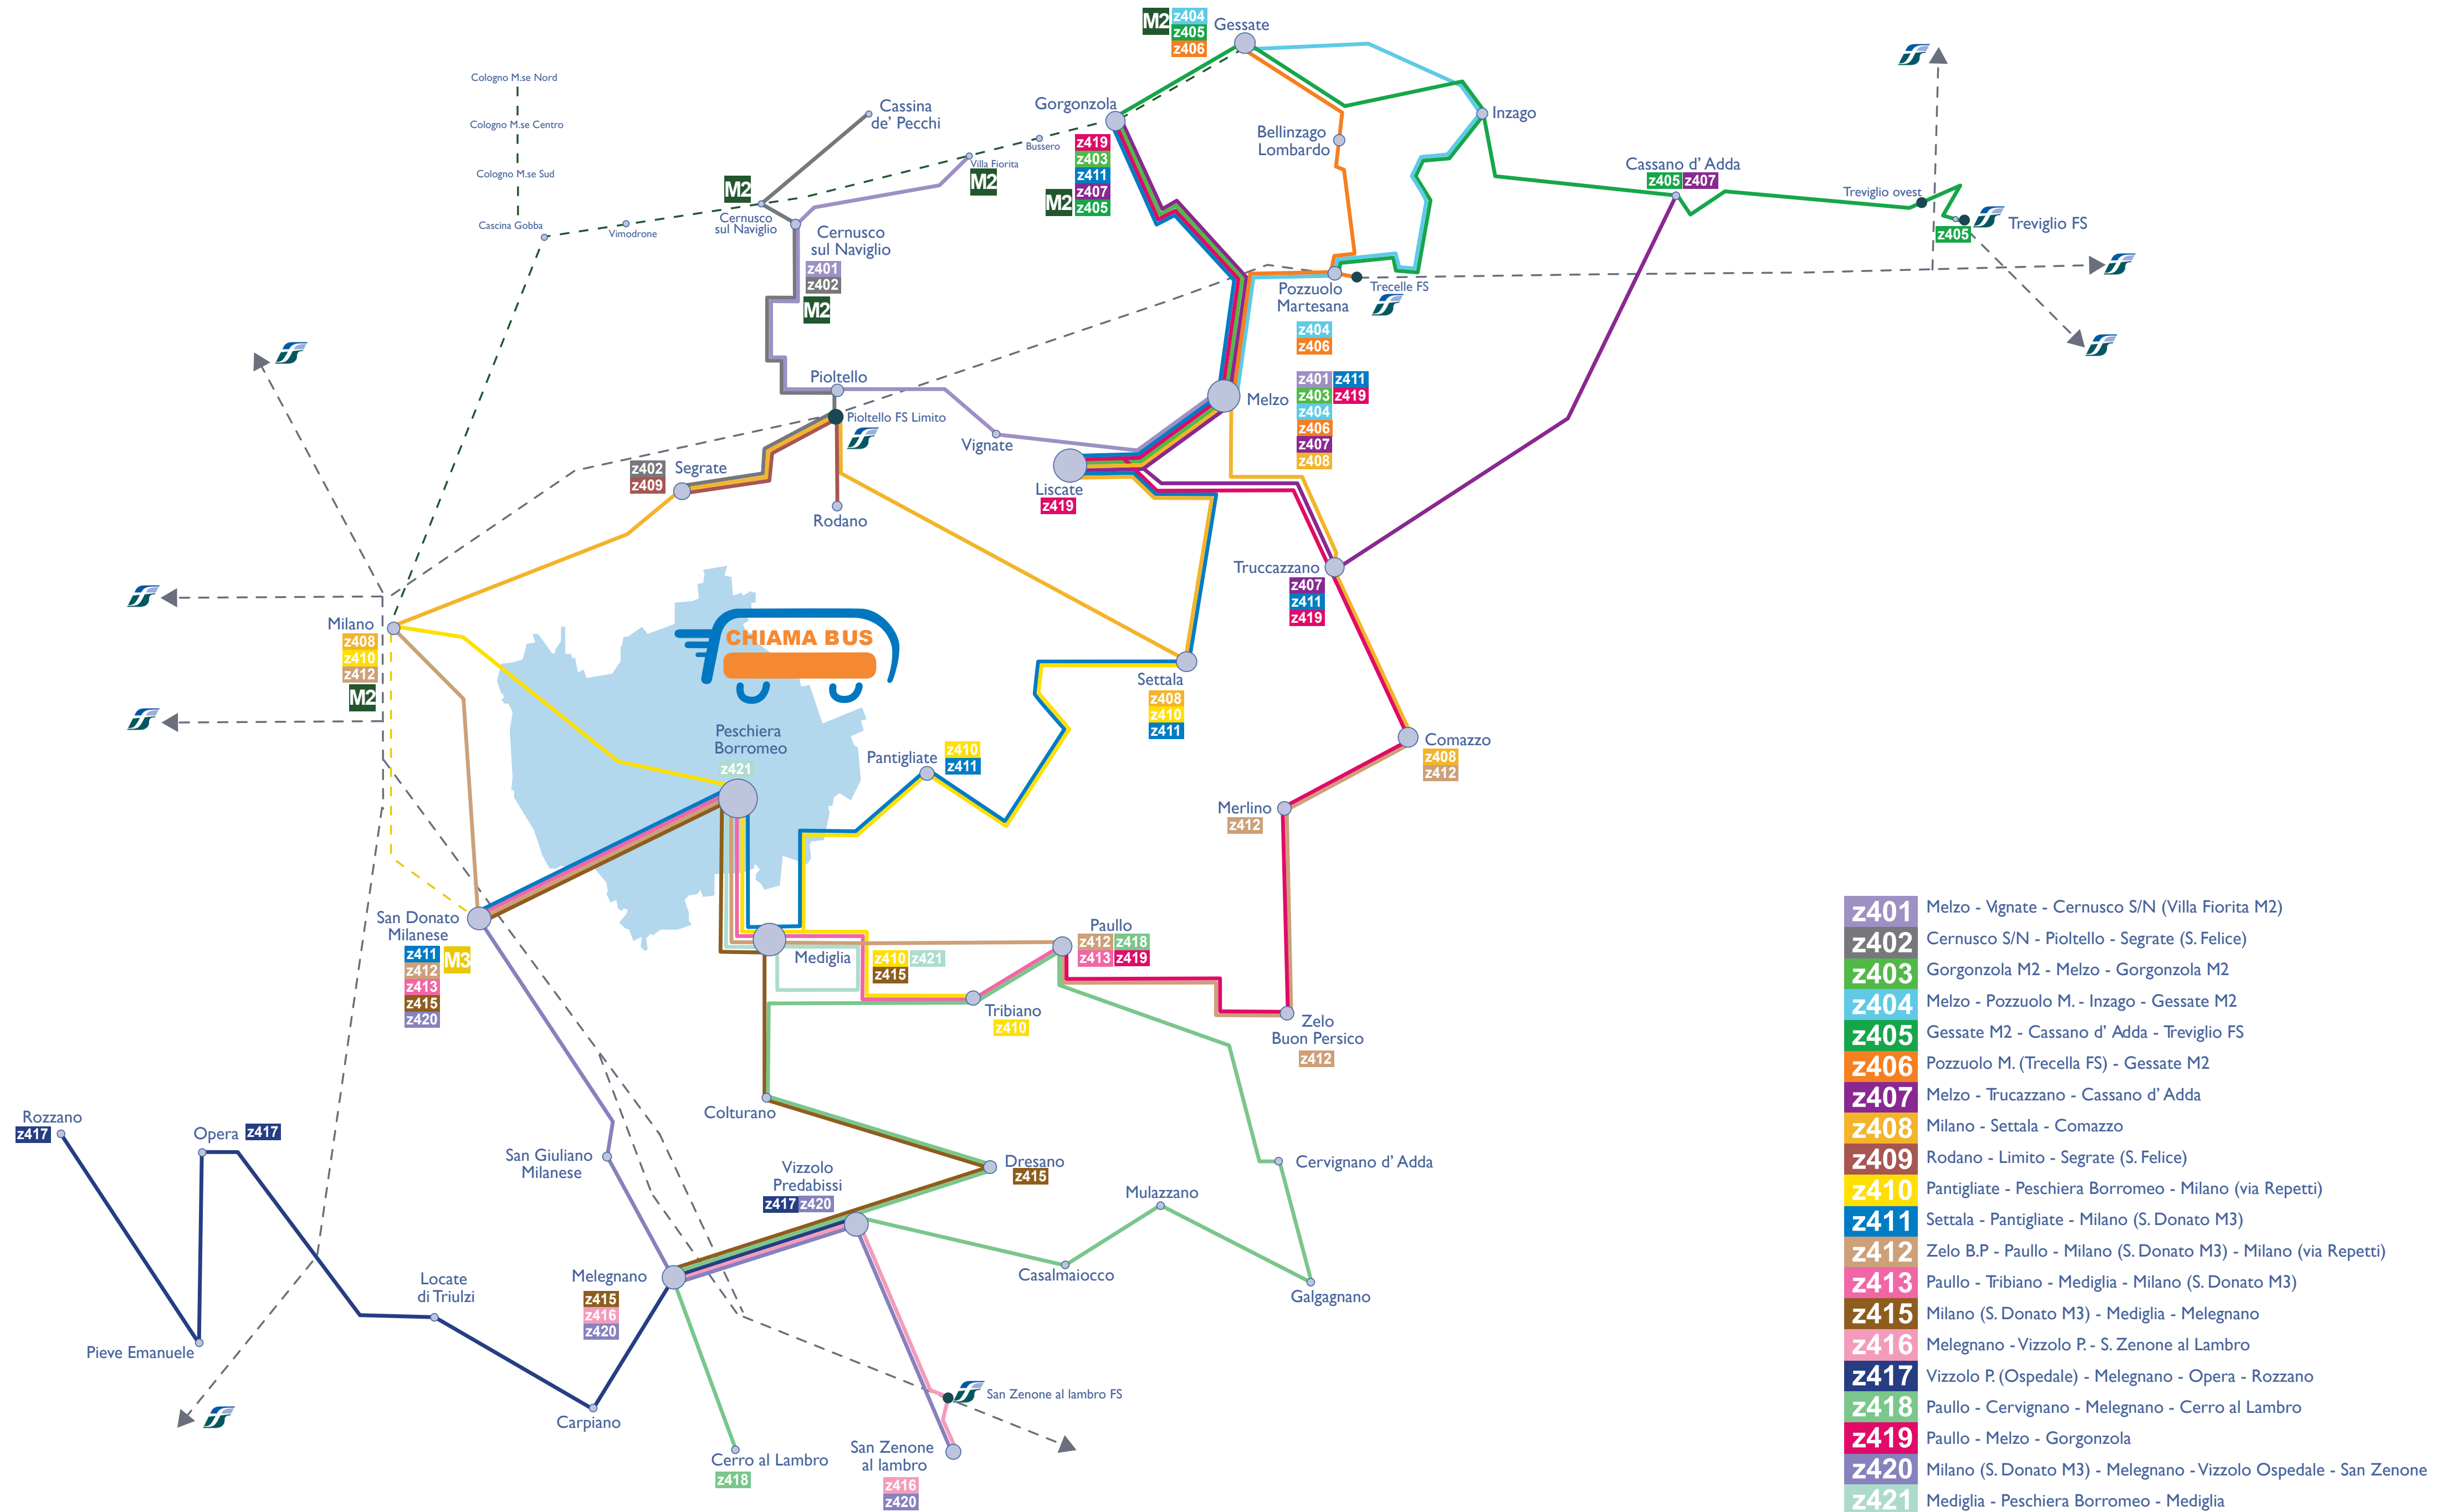 M2
z404
z405
z406
Gessate
Cologno M.se Nord
Cologno M.se Centro
Cologno M.se Sud
Cascina Gobba
Vimodrone
M2
Cernusco
sul Naviglio
Cassina
de' Pecchi
Cernusco
sul Naviglio
z401
z402
M2
Villa Fiorita
M2
Bussero
Gorgonzola
z419
z403
z411
z407
M2
z405
Bellinzago
Lombardo
Inzago
Cassano d' Adda
z405
z407
Treviglio ovest
Treviglio FS
z405
Pozzuolo
Martesana
Trecelle FS
z404
z406
Pioltello
Pioltello FS Limito
Vignate
Melzo
z401
z411
z403
z419
z404
z406
z407
z408
z402
z409
Segrate
Rodano
Liscate
z419
Truccazzano
z407
z411
z419
Milano
z408
z410
z412
M2
CHIAMA BUS
Peschiera
Borromeo
z421
Settala
z408
z410
z411
Pantigliate
z410
z411
Comazzo
z408
z412
Merlino
z412
San Donato
Milanese
z411
M3
z412
z413
z415
z420
Mediglia
z410
z421
z415
Paullo
z412
z418
z413
z419
Tribiano
z410
Zelo
Buon Persico
z412
Colturano
Rozzano
z417
Opera
z417
San Giuliano
Milanese
Vizzolo
Predabissi
z417
z420
Dresano
z415
Cervignano d' Adda
Mulazzano
Casalmaiocco
Galgagnano
Melegnano
z415
z416
z420
Locate
di Triulzi
Pieve Emanuele
Carpiano
Cerro al Lambro
z418
San Zenone al lambro FS
San Zenone
al lambro
z416
z420
z401 Melzo - Vignate - Cernusco S/N (Villa Fiorita M2)
z402 Cernusco S/N - Pioltello - Segrate (S. Felice)
z403 Gorgonzola M2 - Melzo - Gorgonzola M2
z404 Melzo - Pozzuolo M. - Inzago - Gessate M2
z405 Gessate M2 - Cassano d' Adda - Treviglio FS
z406 Pozzuolo M. (Trecella FS) - Gessate M2
z407 Melzo - Trucazzano - Cassano d' Adda
z408 Milano - Settala - Comazzo
z409 Rodano - Limito - Segrate (S. Felice)
z410 Pantigliate - Peschiera Borromeo - Milano (via Repetti)
z411 Settala - Pantigliate - Milano (S. Donato M3)
z412 Zelo B.P - Paullo - Milano (S. Donato M3) - Milano (via Repetti)
z413 Paullo - Tribiano - Mediglia - Milano (S. Donato M3)
z415 Milano (S. Donato M3) - Mediglia - Melegnano
z416 Melegnano - Vizzolo P. - S. Zenone al Lambro
z417 Vizzolo P. (Ospedale) - Melegnano - Opera - Rozzano
z418 Paullo - Cervignano - Melegnano - Cerro al Lambro
z419 Paullo - Melzo - Gorgonzola
z420 Milano (S. Donato M3) - Melegnano - Vizzolo Ospedale - San Zenone
z421 Mediglia - Peschiera Borromeo - Mediglia